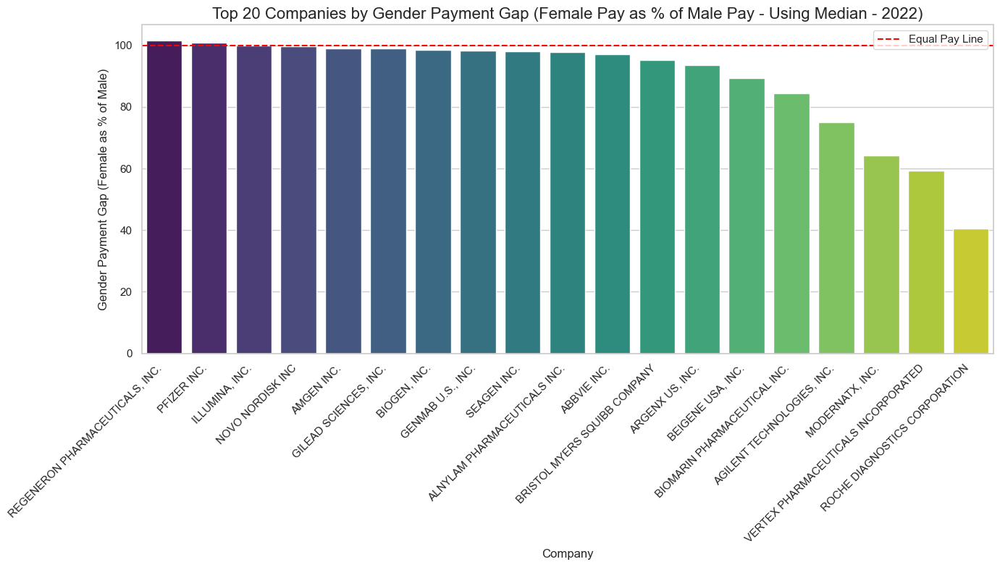 Top 20 Companies by Gender Payment Gap (Female Pay as % of Male Pay - Using Median - 2022)
Equal Pay Line
Gender Payment Gap (Female as % of Male)
100
80
60
40
20
0
REGENERON PHARMACEUTICALS, INC.
PFIZER INC.
ILLUMINA, INC.
NOVO NORDISK INC
AMGEN INC.
GILEAD SCIENCES, INC.
BIOGEN, INC.
GENMAB U.S., INC.
SEAGEN INC.
ALNYLAM PHARMACEUTICALS INC.
ABBVIE INC.
BRISTOL MYERS SQUIBB COMPANY
ARGENX US, INC.
BEIGENE USA, INC.
BIOMARIN PHARMACEUTICAL INC.
AGILENT TECHNOLOGIES, INC.
MODERNATX, INC.
VERTEX PHARMACEUTICALS INCORPORATED
ROCHE DIAGNOSTICS CORPORATION
Company